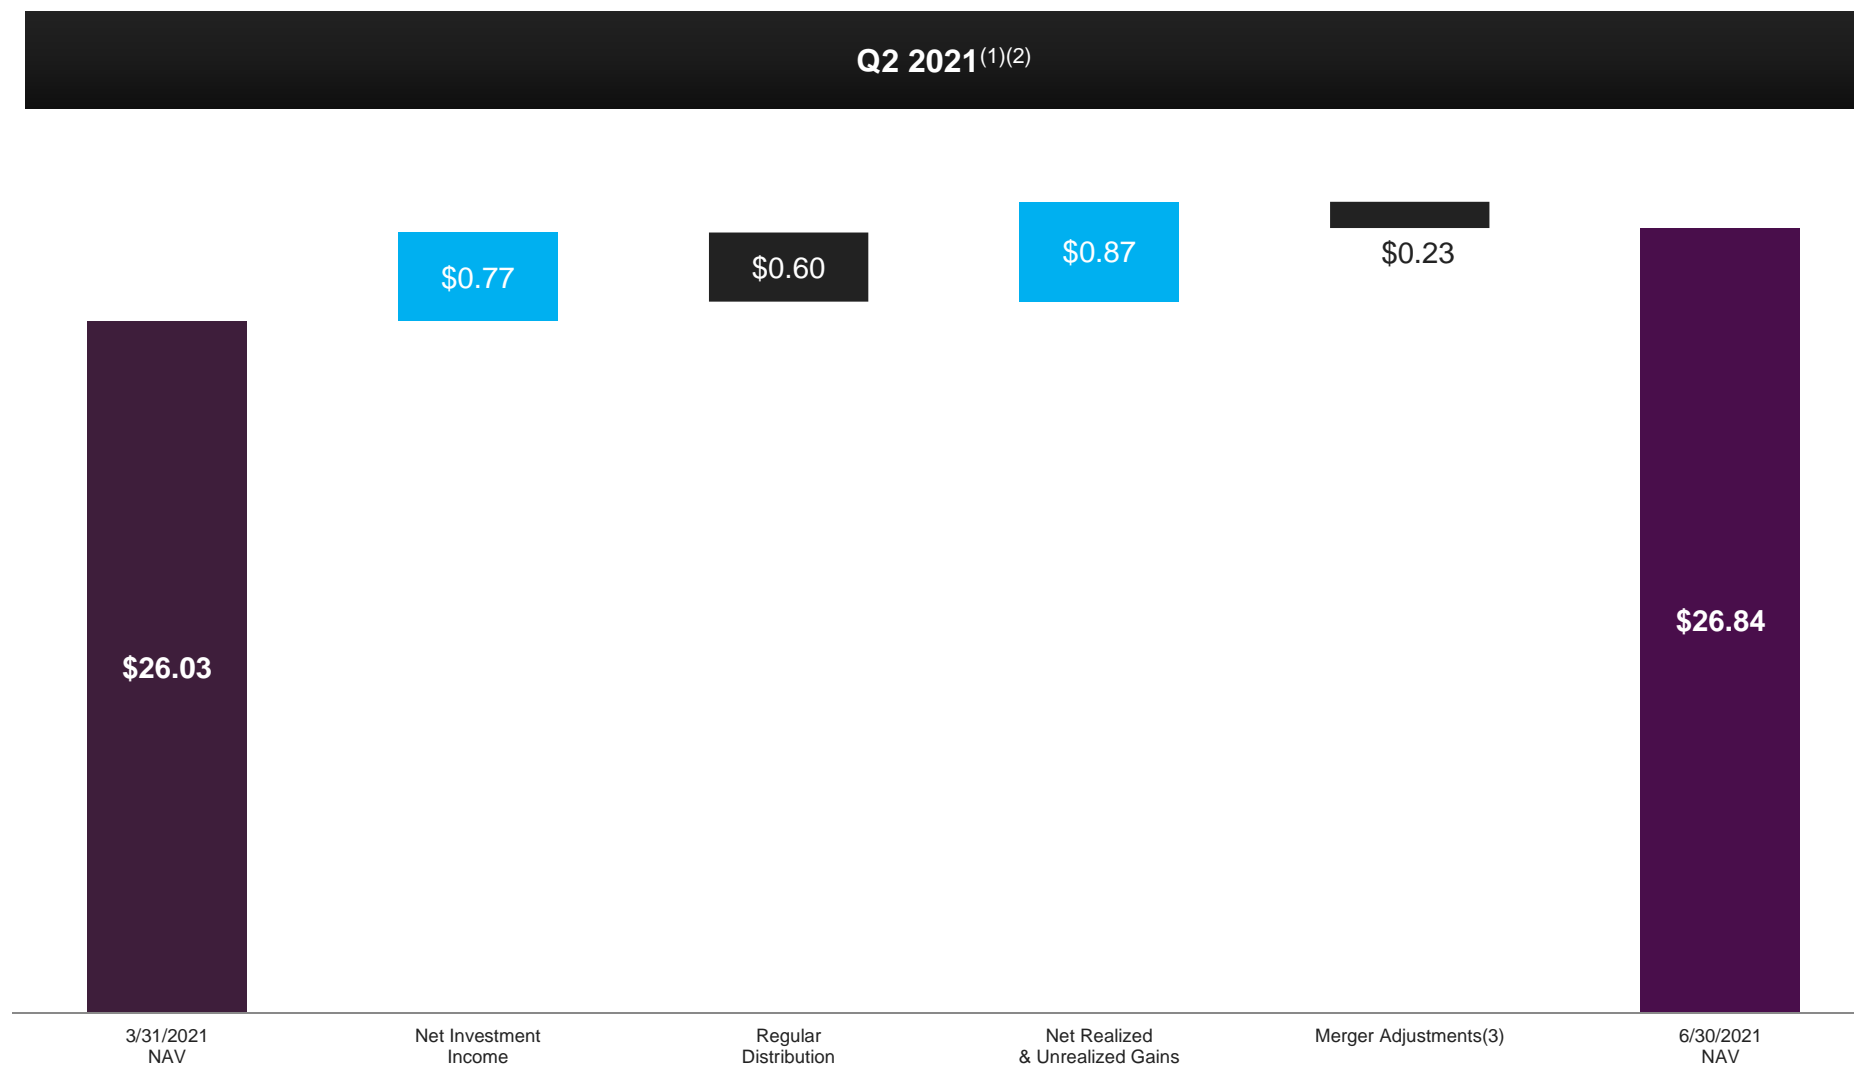 Q2 2021(1)(2)
$0.77
$0.60
$0.87
$0.23
$26.03
$26.84
3/31/2021
NAV
Net Investment
Income
Regular
Distribution
Net Realized
& Unrealized Gains
Merger Adjustments(3)
6/30/2021
NAV